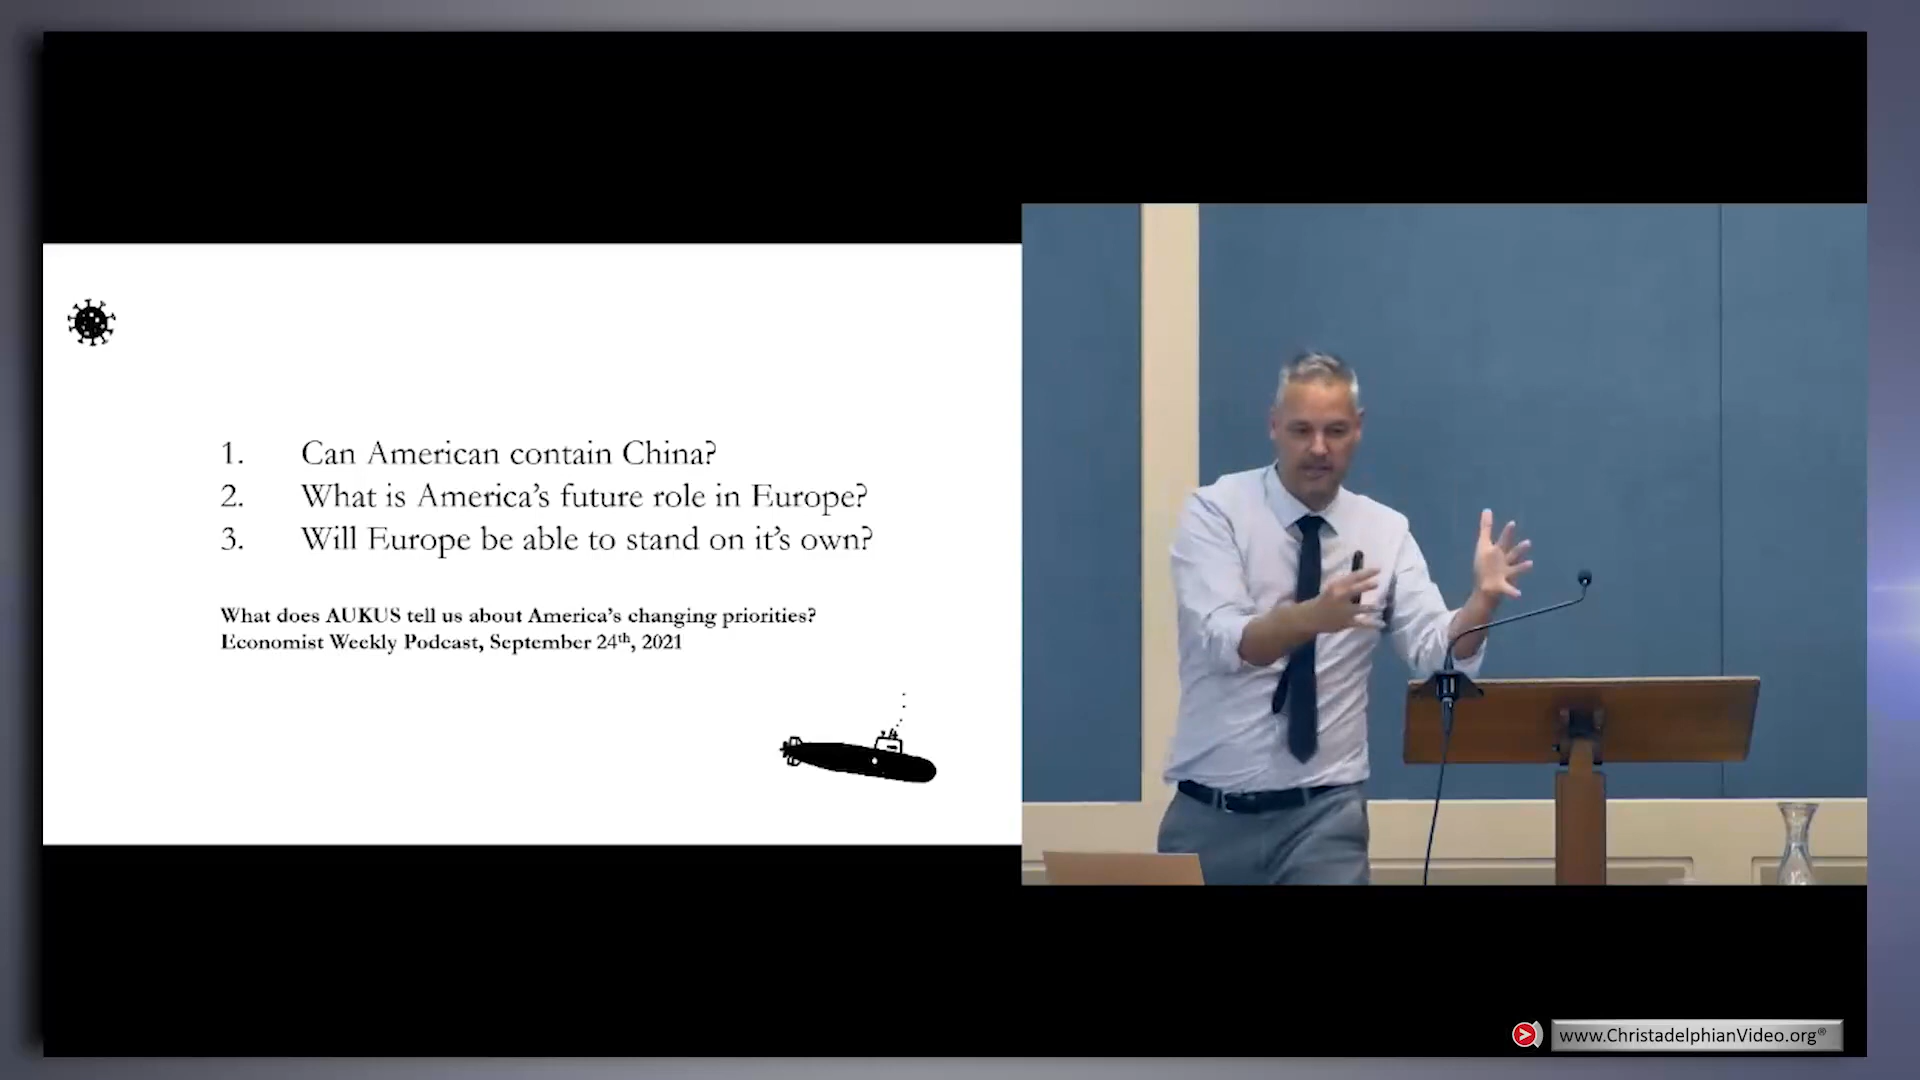 1. Can American contain China?
2. What is America's future role in Europe?
3. Will Europe be able to stand on it's own?
What does AUKUS tell us about America's changing priorities?
Economist Weekly Podcast, September 24th, 2021
www.ChristadelphianVideo.org®